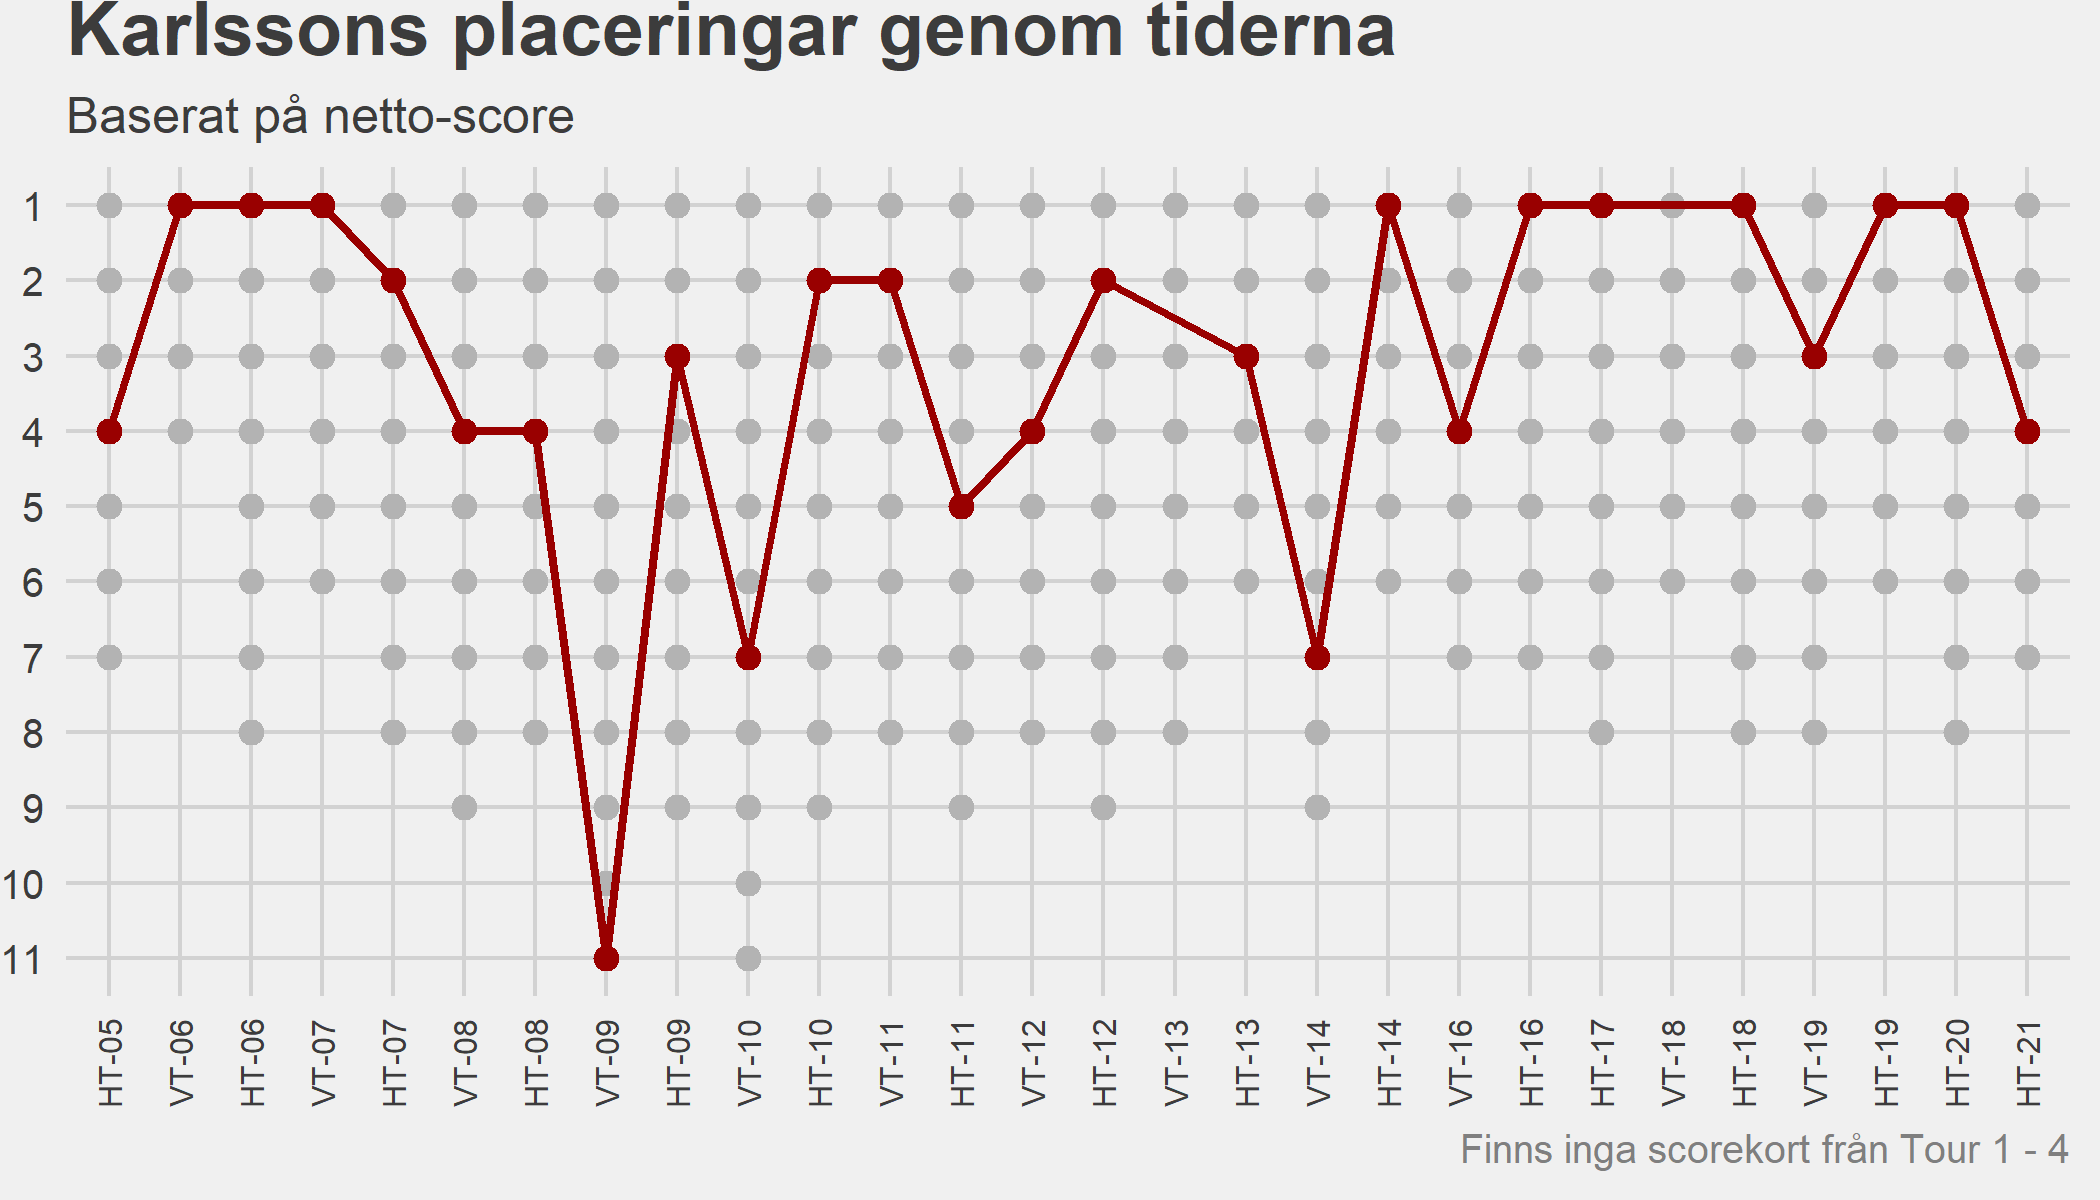 Karlssons placeringar genom tiderna
Baserat på netto-score
1
2
3
4
5
6
7
8
9
10
11
HT-05
VT-06
HT-06
VT-07
HT-07
VT-08
HT-08
VT-09
HT-09
VT-10
HT-10
VT-11
HT-11
VT-12
HT-12
VT-13
HT-13
VT-14
HT-14
VT-16
HT-16
HT-17
VT-18
HT-18
VT-19
HT-19
HT-20
HT-21
Finns inga scorekort från Tour 1 - 4